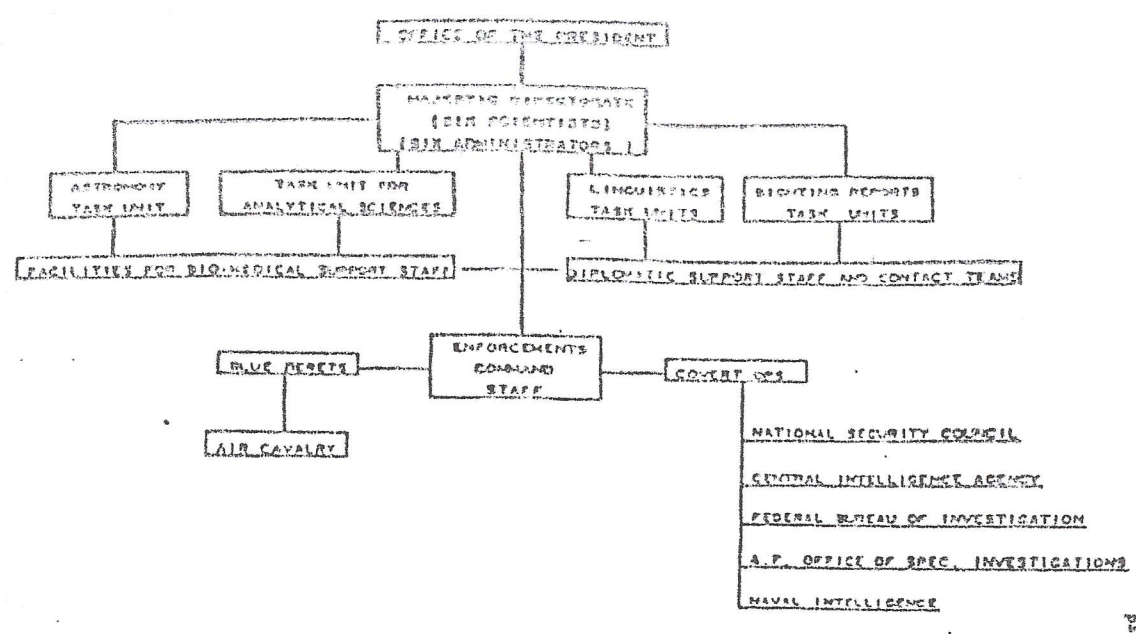 OFFICE OF THE PRESIDENT
MAJESTIC DIRECTORATE
(SIX SCIENTISTS)
(SIX ADMINISTRATORS)
ASTRONOMY
TASK UNIT
TASK UNIT FOR
ANALYTICAL SCIENCES
LINGUISTICS
TASK UNITS
SIGHTING REPORTS
TASK UNITS
FACILITIES FOR BIO-MEDICAL SUPPORT STAFF
DIPLOMATIC SUPPORT STAFF AND CONTACT TEAMS
ENFORCEMENTS
COMMAND
STAFF
BLUE BERETS
COVERT OPS
AIR CAVALRY
NATIONAL SECURITY COUNCIL
CENTRAL INTELLIGENCE AGENCY
FEDERAL BUREAU OF INVESTIGATION
A.F. OFFICE OF SPEC. INVESTIGATIONS
NAVAL INTELLIGENCE